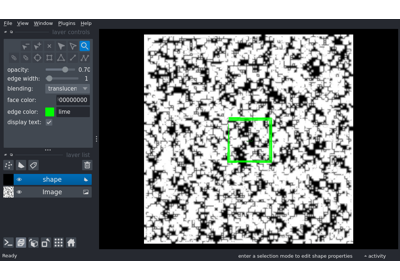 File View Window Plugins Help
layer controls
opacity: 0.70
edge width: 1
blending: translucen
face color: 00000000
edge color: lime
display text:
layer list
shape
Image
Ready enter a selection mode to edit shape properties activity